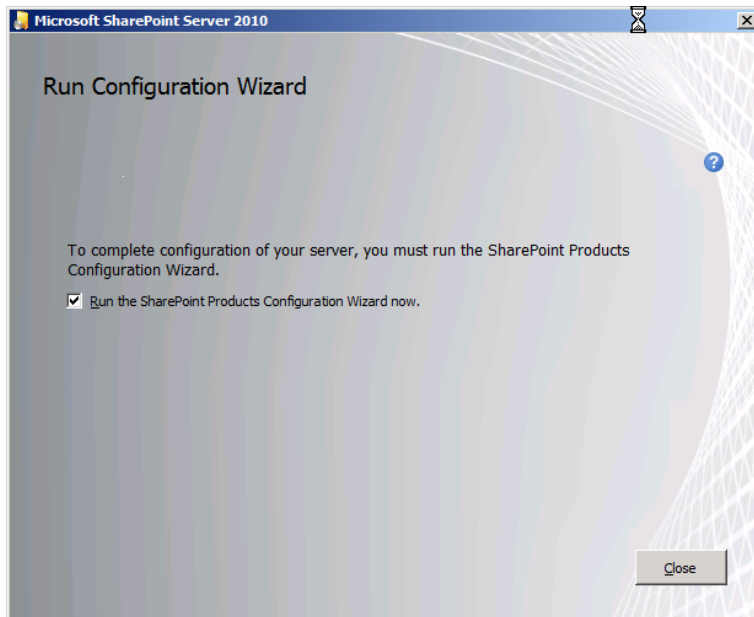 Microsoft SharePoint Server 2010
Run Configuration Wizard
?
To complete configuration of your server, you must run the SharePoint Products
Configuration Wizard.
Run the SharePoint Products Configuration Wizard now.
Close